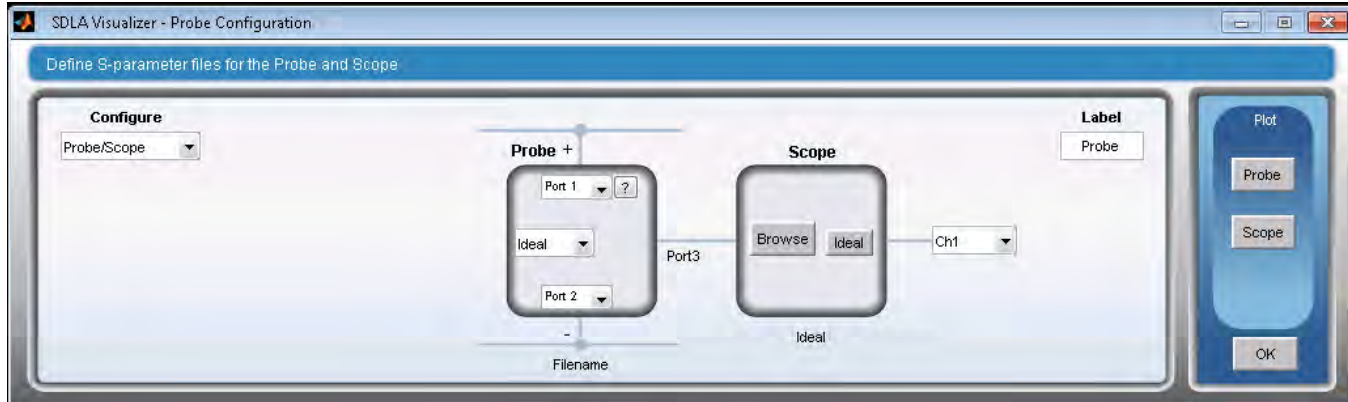 SDLA Visualizer - Probe Configuration
Define S-parameter files for the Probe and Scope
Configure
Probe/Scope
Probe +
Port 1
?
Ideal
Port 2
-
Filename
Port3
Scope
Browse
Ideal
Ideal
Ch1
Label
Probe
Plot
Probe
Scope
OK